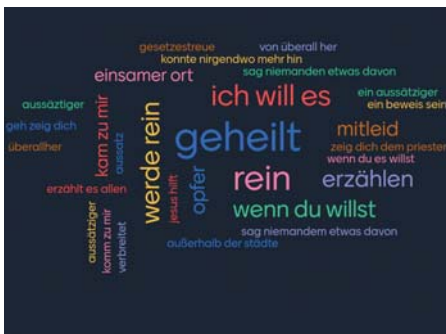 gesetzestreue
von überall her
konnte nirgendwo mehr hin
sag niemanden etwas davon
einsamer ort
ich will es
ein aussätziger
ein beweis sein
aussäztiger
kam zu mir
aussatz
werde rein
geheilt
mitleid
geh zeig dich
zeig dich dem priester
überallher
wenn du es willst
rein
erzählen
erzählt es allen
jesus hilft
opfer
wenn du willst
aussätziger
komm zu mir
verbreitet
sag niemandem etwas davon
außerhalb der städte